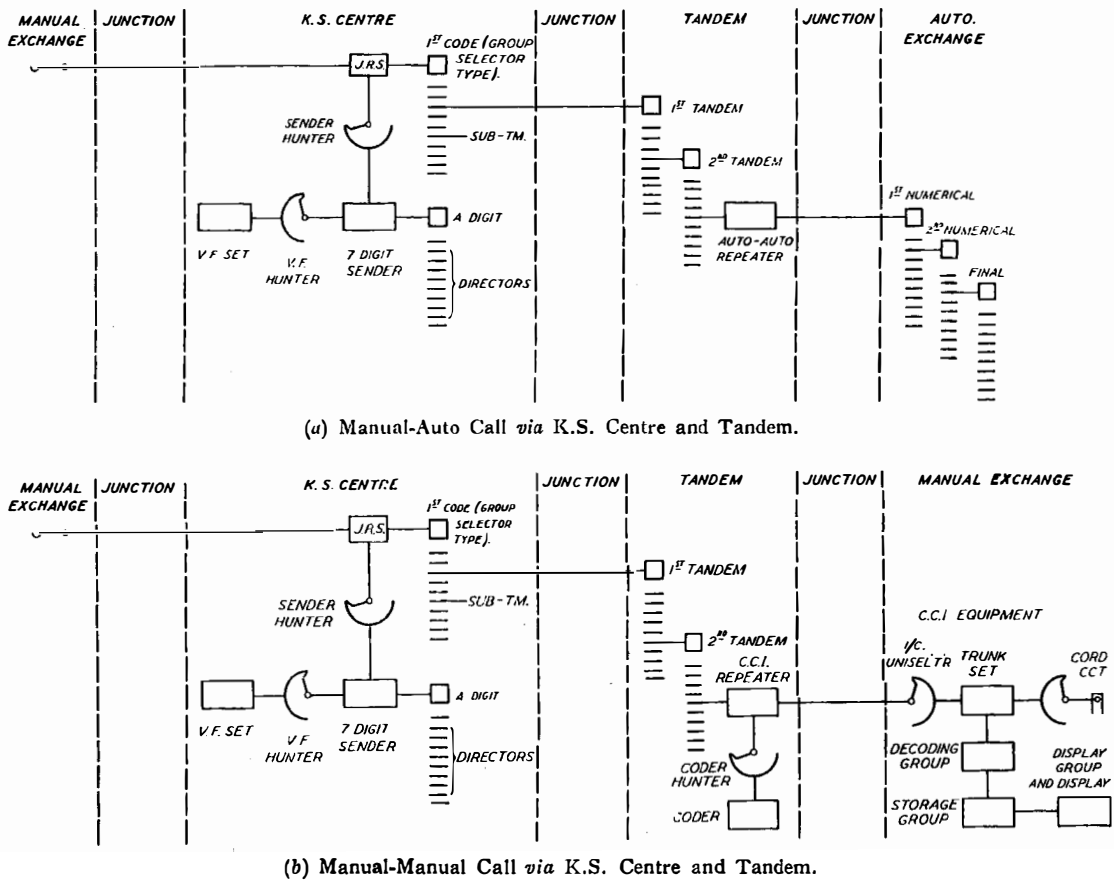 MANUAL EXCHANGE
JUNCTION
K.S. CENTRE
JUNCTION
TANDEM
JUNCTION
AUTO. EXCHANGE
J.R.S.
1ST CODE (GROUP
SELECTOR
TYPE).
SENDER
HUNTER
SUB-TM.
1ST TANDEM
2ND TANDEM
V.F. SET
V.F.
HUNTER
7 DIGIT
SENDER
A DIGIT
DIRECTORS
AUTO-AUTO
REPEATER
1ST NUMERICAL
2ND NUMERICAL
FINAL
(a) Manual-Auto Call via K.S. Centre and Tandem.
MANUAL
EXCHANGE
JUNCTION
K.S. CENTRE
JUNCTION
TANDEM
JUNCTION
MANUAL EXCHANGE
J.R.S.
1ST CODE (GROUP
SELECTOR
TYPE).
SENDER
HUNTER
SUB-TM.
1ST TANDEM
2ND TANDEM
C.C.I.
REPEATER
C.C.I EQUIPMENT
I/C.
UNISELTR
TRUNK
SET
CORD
CCT
V.F. SET
V.F.
HUNTER
7 DIGIT
SENDER
A DIGIT
DIRECTORS
CODER
HUNTER
CODER
DECODING
GROUP
DISPLAY
GROUP
AND DISPLAY
STORAGE
GROUP
(b) Manual-Manual Call via K.S. Centre and Tandem.